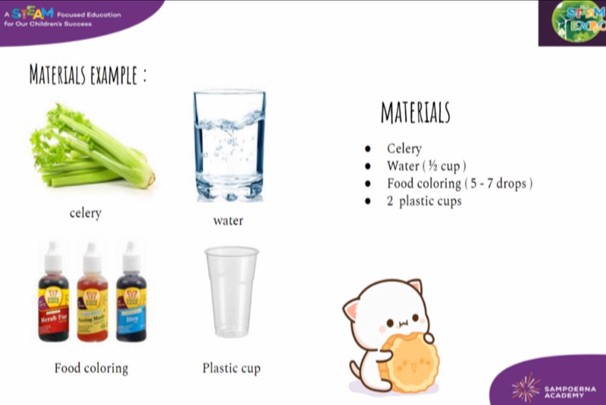 A STEAM Focused Education
for Our Children's Success
STEAM
EXPO
MATERIALS EXAMPLE :
celery
water
Food coloring
Plastic cup
MATERIALS
Celery
Water ( ½ cup )
Food coloring ( 5 - 7 drops )
2 plastic cups
SAMPOERNA
ACADEMY